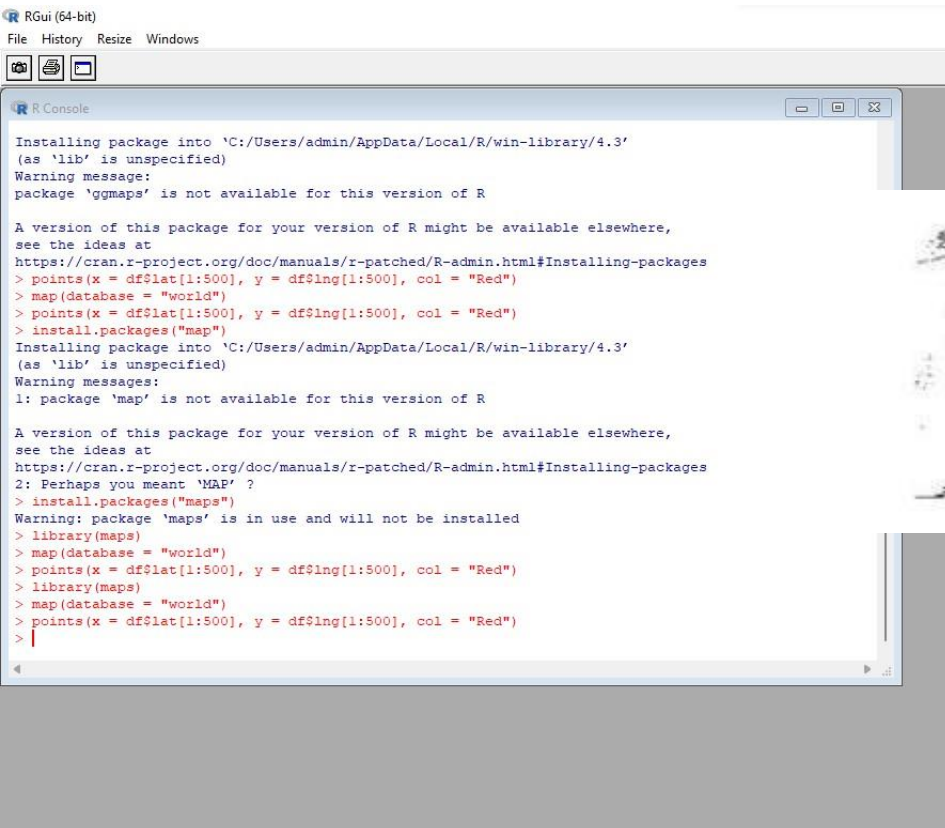 RGui (64-bit)
File History Resize Windows
R Console
Installing package into ‘C:/Users/admin/AppData/Local/R/win-library/4.3’
(as ‘lib’ is unspecified)
Warning message:
package ‘ggmaps’ is not available for this version of R
A version of this package for your version of R might be available elsewhere,
see the ideas at
https://cran.r-project.org/doc/manuals/r-patched/R-admin.html#Installing-packages
> points(x = df$lat[1:500], y = df$lng[1:500], col = "Red")
> map(database = "world")
> points(x = df$lat[1:500], y = df$lng[1:500], col = "Red")
> install.packages("map")
Installing package into ‘C:/Users/admin/AppData/Local/R/win-library/4.3’
(as ‘lib’ is unspecified)
Warning messages:
1: package ‘map’ is not available for this version of R
A version of this package for your version of R might be available elsewhere,
see the ideas at
https://cran.r-project.org/doc/manuals/r-patched/R-admin.html#Installing-packages
2: Perhaps you meant ‘MAP’ ?
> install.packages("maps")
Warning: package ‘maps’ is in use and will not be installed
> library(maps)
> map(database = "world")
> points(x = df$lat[1:500], y = df$lng[1:500], col = "Red")
> library(maps)
> map(database = "world")
> points(x = df$lat[1:500], y = df$lng[1:500], col = "Red")
>